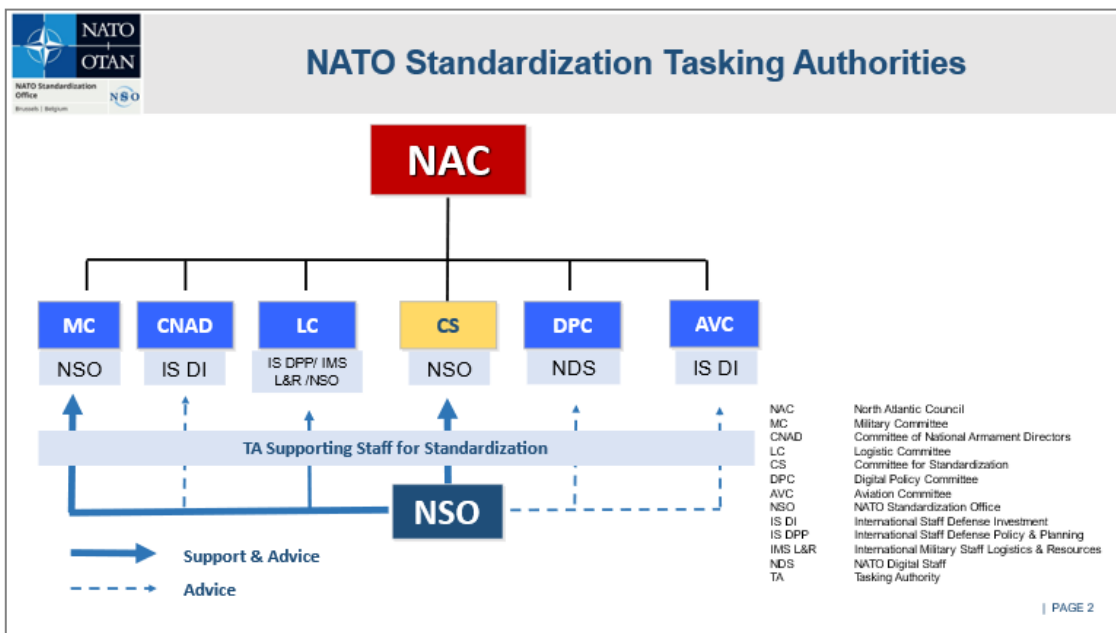 NATO
OTAN
NATO Standardization
Office
NSO
Brussels | Belgium
NATO Standardization Tasking Authorities
NAC
MC
CNAD
LC
CS
DPC
AVC
NSO
IS DI
IS DPP/ IMS
L&R /NSO
NSO
NDS
IS DI
TA Supporting Staff for Standardization
NSO
Support & Advice
Advice
NAC North Atlantic Council
MC Military Committee
CNAD Committee of National Armament Directors
LC Logistic Committee
CS Committee for Standardization
DPC Digital Policy Committee
AVC Aviation Committee
NSO NATO Standardization Office
IS DI International Staff Defense Investment
IS DPP International Staff Defense Policy & Planning
IMS L&R International Military Staff Logistics & Resources
NDS NATO Digital Staff
TA Tasking Authority
| PAGE 2